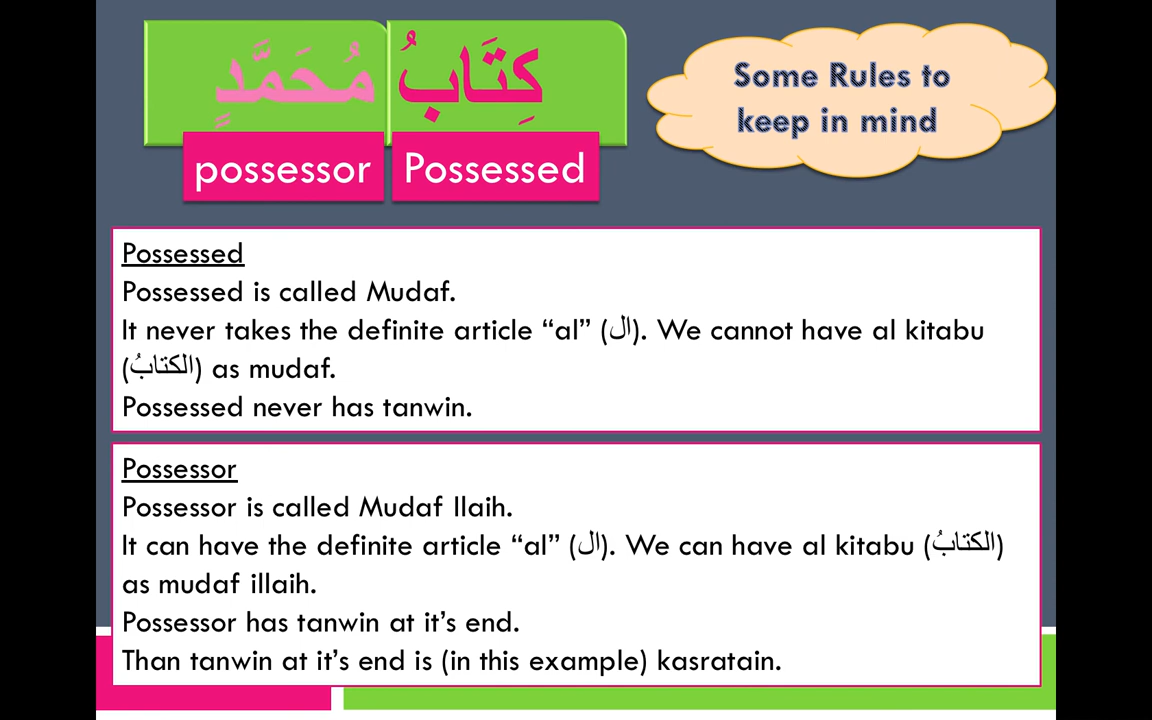 كِتَابُ مُحَمَّدٍ
Possessed
possessor
Some Rules to
keep in mind
Possessed
Possessed is called Mudaf.
It never takes the definite article “al” (ال). We cannot have al kitabu
(الكتابُ) as mudaf.
Possessed never has tanwin.
Possessor
Possessor is called Mudaf Ilaih.
It can have the definite article “al” (ال). We can have al kitabu (الكتابُ)
as mudaf illaih.
Possessor has tanwin at it’s end.
Than tanwin at it’s end is (in this example) kasratain.